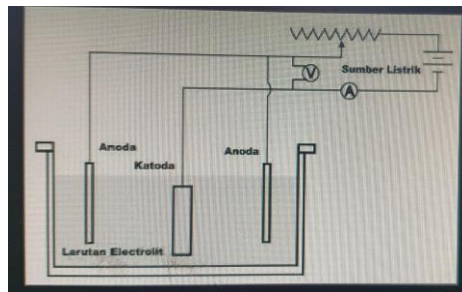 V
Sumber Listrik
A
Anoda
Anoda
Katoda
Larutan Electrolit